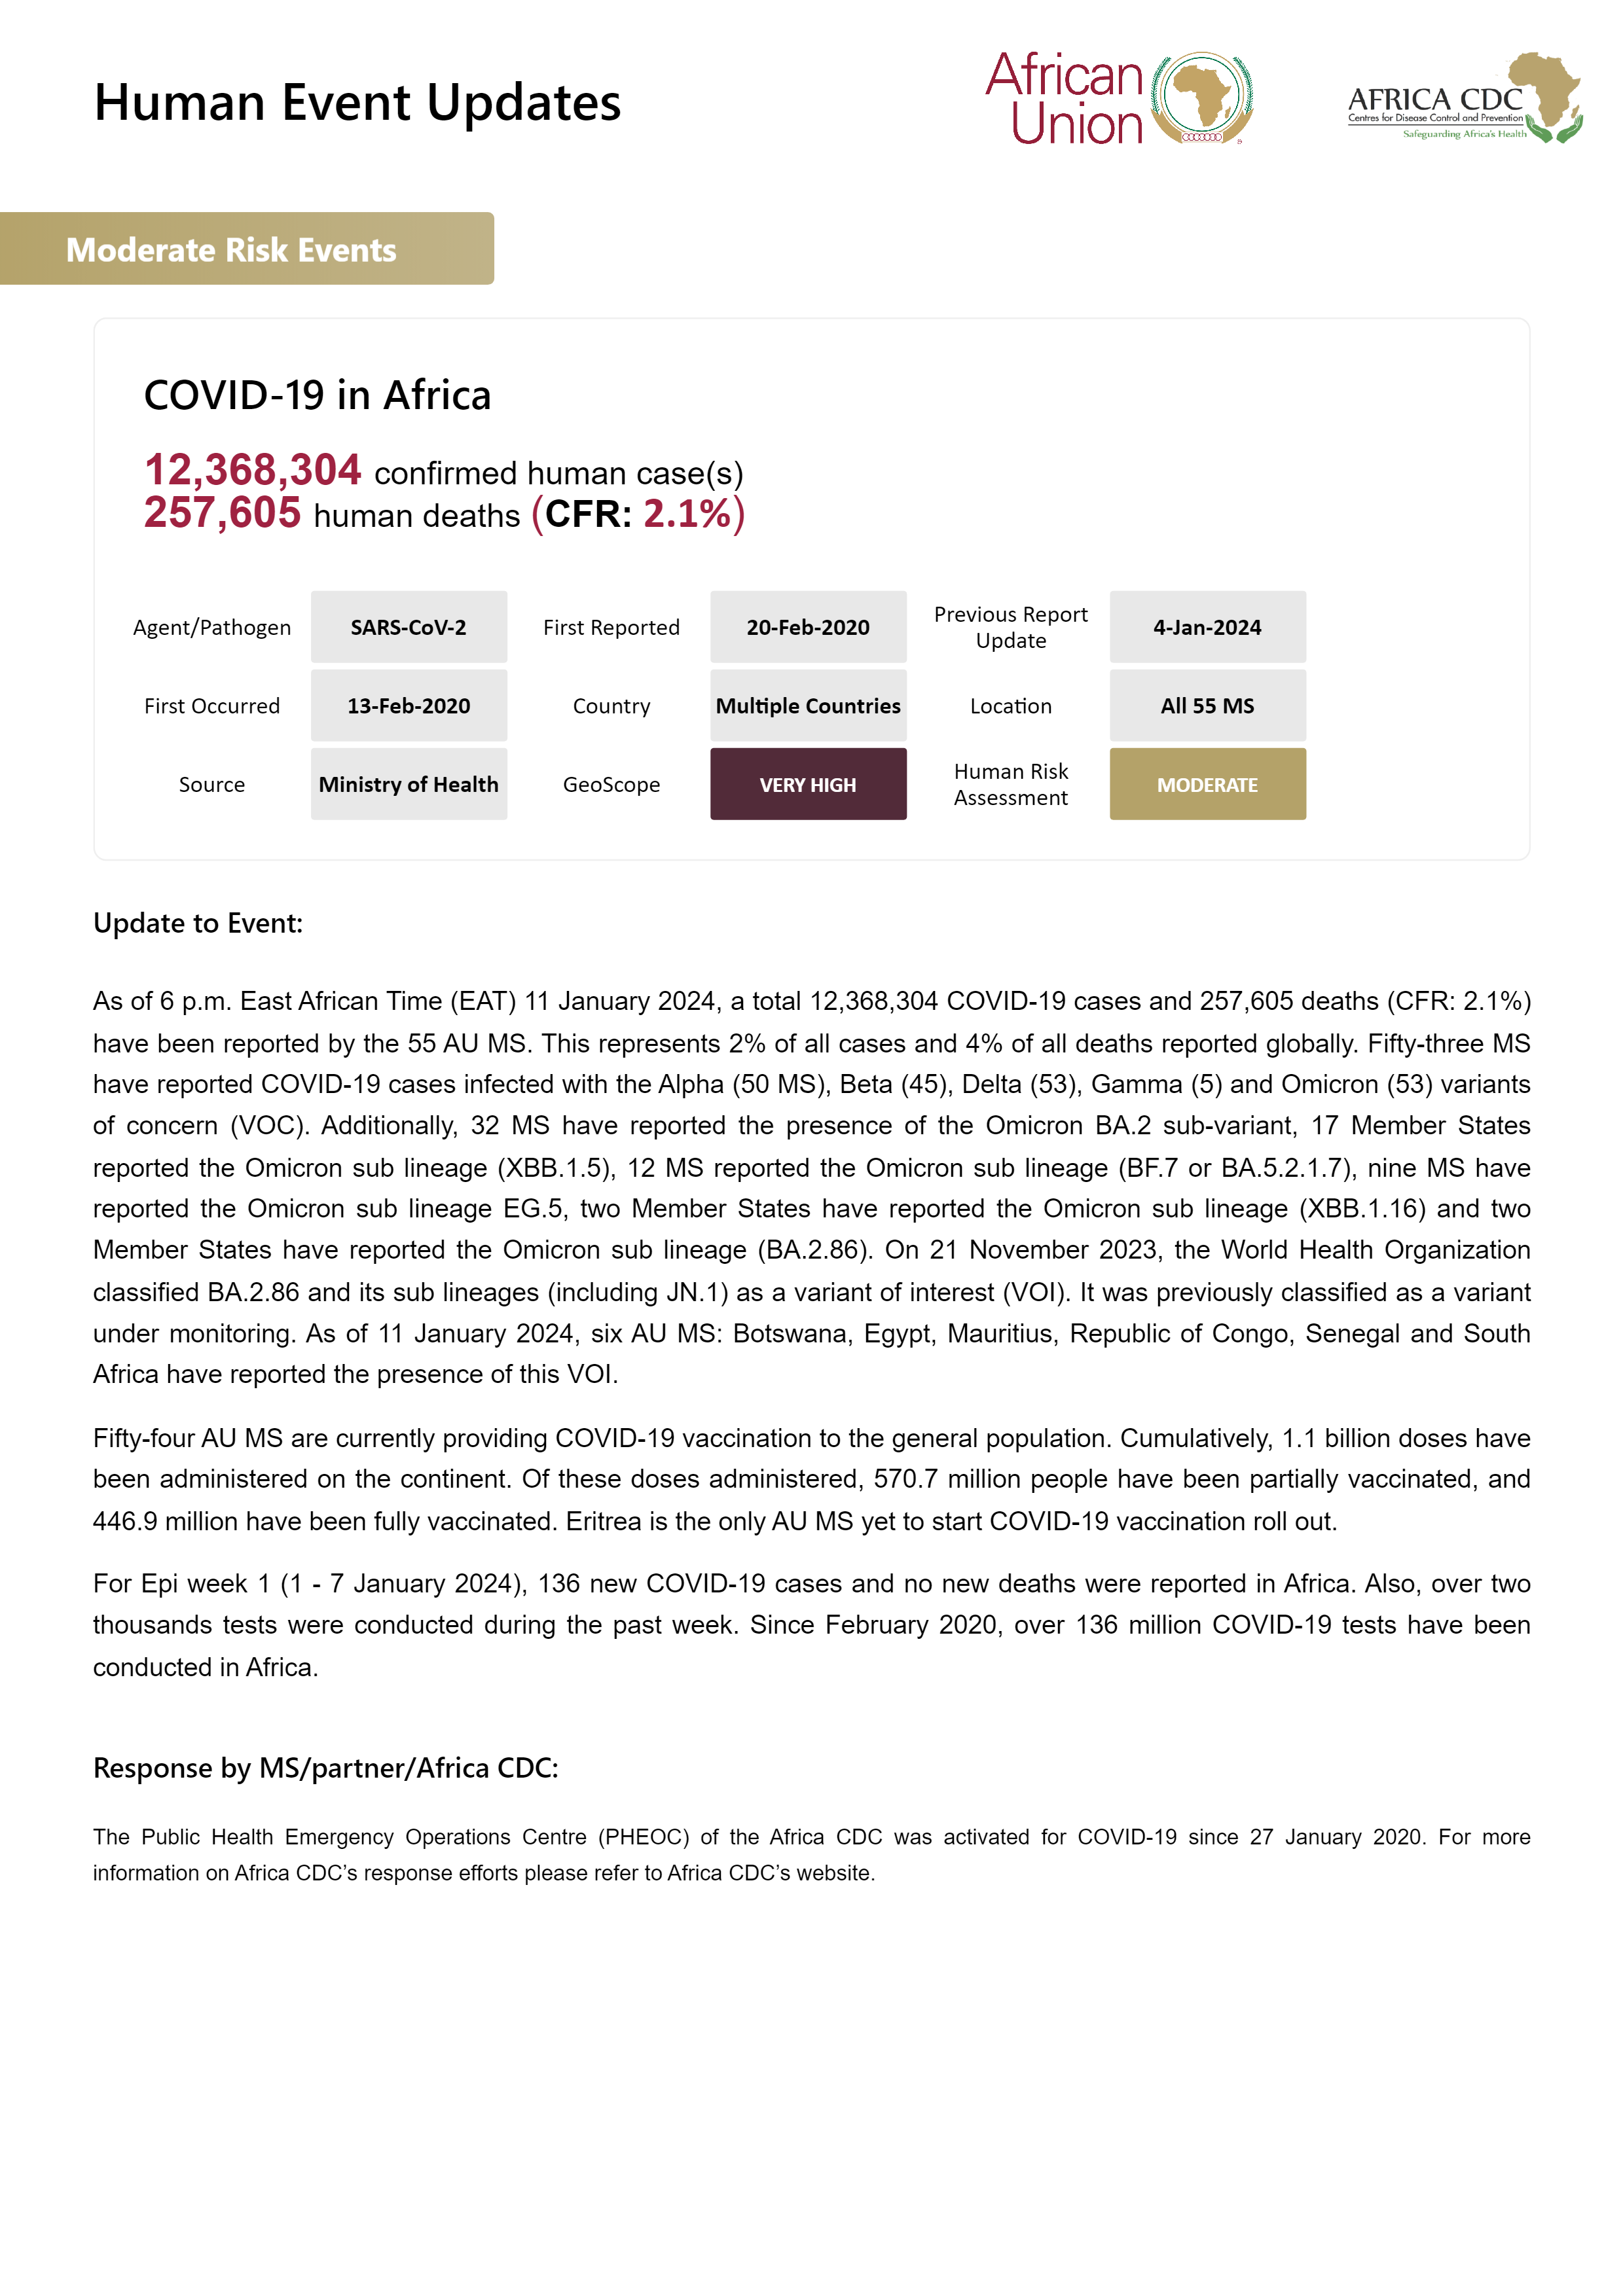 Human Event Updates
African
Union
AFRICA CDC
Centres for Disease Control and Prevention
Safeguarding Africa's Health
Moderate Risk Events
COVID-19 in Africa
12,368,304 confirmed human case(s)
257,605 human deaths (CFR: 2.1%)
Agent/Pathogen SARS-CoV-2 First Reported 20-Feb-2020 Previous Report Update 4-Jan-2024
First Occurred 13-Feb-2020 Country Multiple Countries Location All 55 MS
Source Ministry of Health GeoScope VERY HIGH Human Risk Assessment MODERATE
Update to Event:
As of 6 p.m. East African Time (EAT) 11 January 2024, a total 12,368,304 COVID-19 cases and 257,605 deaths (CFR: 2.1%)
have been reported by the 55 AU MS. This represents 2% of all cases and 4% of all deaths reported globally. Fifty-three MS
have reported COVID-19 cases infected with the Alpha (50 MS), Beta (45), Delta (53), Gamma (5) and Omicron (53) variants
of concern (VOC). Additionally, 32 MS have reported the presence of the Omicron BA.2 sub-variant, 17 Member States
reported the Omicron sub lineage (XBB.1.5), 12 MS reported the Omicron sub lineage (BF.7 or BA.5.2.1.7), nine MS have
reported the Omicron sub lineage EG.5, two Member States have reported the Omicron sub lineage (XBB.1.16) and two
Member States have reported the Omicron sub lineage (BA.2.86). On 21 November 2023, the World Health Organization
classified BA.2.86 and its sub lineages (including JN.1) as a variant of interest (VOI). It was previously classified as a variant
under monitoring. As of 11 January 2024, six AU MS: Botswana, Egypt, Mauritius, Republic of Congo, Senegal and South
Africa have reported the presence of this VOI.
Fifty-four AU MS are currently providing COVID-19 vaccination to the general population. Cumulatively, 1.1 billion doses have
been administered on the continent. Of these doses administered, 570.7 million people have been partially vaccinated, and
446.9 million have been fully vaccinated. Eritrea is the only AU MS yet to start COVID-19 vaccination roll out.
For Epi week 1 (1 - 7 January 2024), 136 new COVID-19 cases and no new deaths were reported in Africa. Also, over two
thousands tests were conducted during the past week. Since February 2020, over 136 million COVID-19 tests have been
conducted in Africa.
Response by MS/partner/Africa CDC:
The Public Health Emergency Operations Centre (PHEOC) of the Africa CDC was activated for COVID-19 since 27 January 2020. For more
information on Africa CDC’s response efforts please refer to Africa CDC’s website.